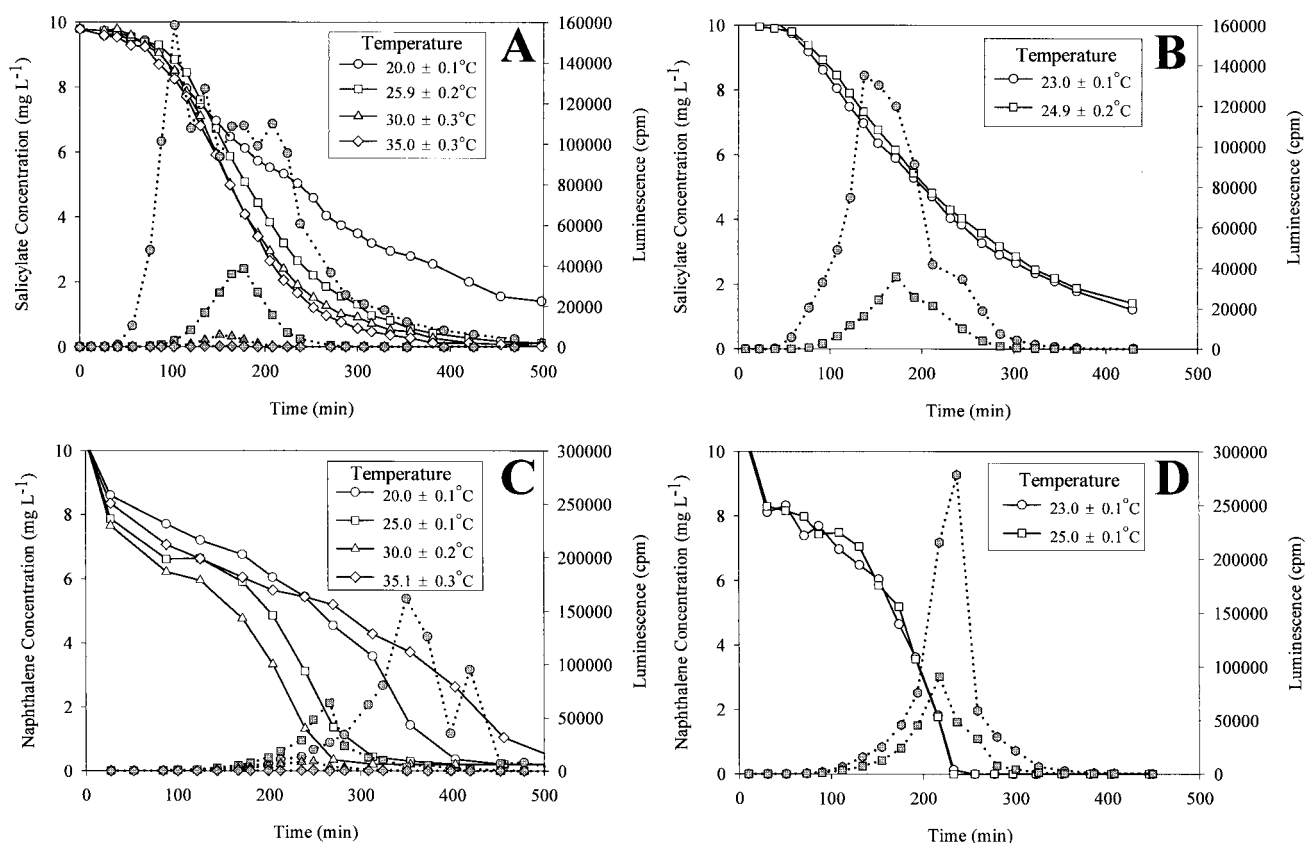 A
Salicylate Concentration (mg L-1)
10
8
6
4
2
0
0
100
200
300
400
500
Time (min)
160000
140000
120000
100000
80000
60000
40000
20000
0
Luminescence (cpm)
Temperature
20.0 ± 0.1°C
25.9 ± 0.2°C
30.0 ± 0.3°C
35.0 ± 0.3°C
B
Salicylate Concentration (mg L-1)
10
8
6
4
2
0
0
100
200
300
400
500
Time (min)
160000
140000
120000
100000
80000
60000
40000
20000
0
Luminescence (cpm)
Temperature
23.0 ± 0.1°C
24.9 ± 0.2°C
C
Naphthalene Concentration (mg L-1)
10
8
6
4
2
0
0
100
200
300
400
500
Time (min)
300000
250000
200000
150000
100000
50000
0
Luminescence (cpm)
Temperature
20.0 ± 0.1°C
25.0 ± 0.1°C
30.0 ± 0.2°C
35.1 ± 0.3°C
D
Naphthalene Concentration (mg L-1)
10
8
6
4
2
0
0
100
200
300
400
500
Time (min)
300000
250000
200000
150000
100000
50000
0
Luminescence (cpm)
Temperature
23.0 ± 0.1°C
25.0 ± 0.1°C